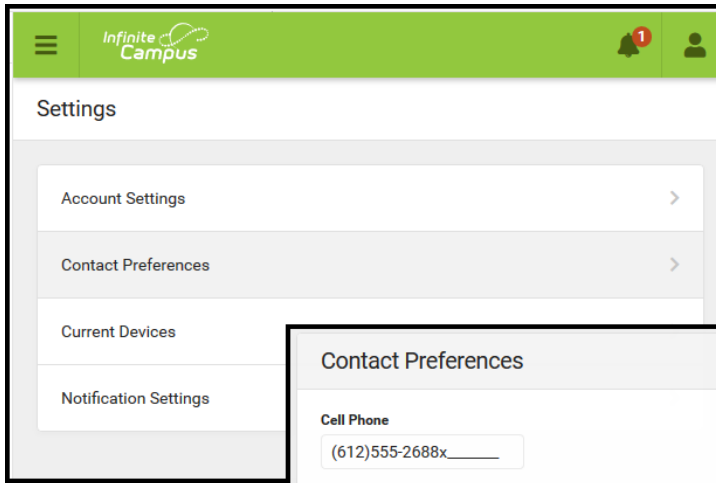 Infinite
Campus
1
Settings
Account Settings
Contact Preferences
Current Devices
Notification Settings
Contact Preferences
Cell Phone
(612)555-2688x______